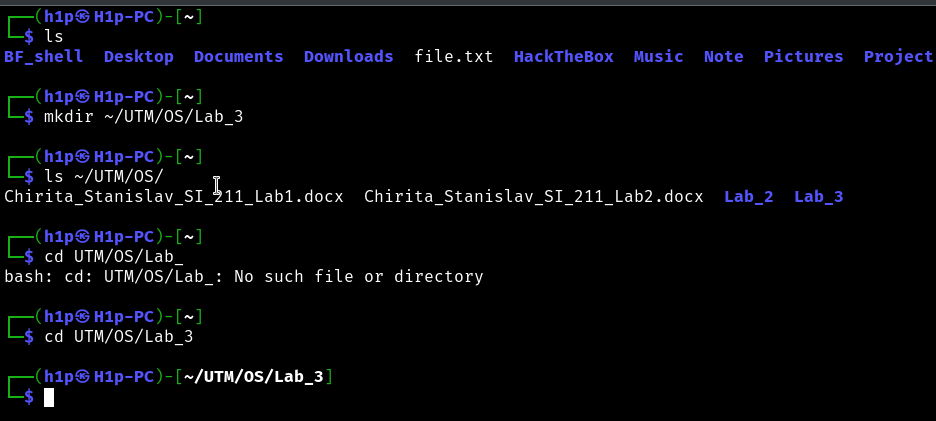 ┌──(h1p㉿H1p-PC)-[~]
└─$ ls
BF_shell  Desktop  Documents  Downloads  file.txt  HackTheBox  Music  Note  Pictures  Project
┌──(h1p㉿H1p-PC)-[~]
└─$ mkdir ~/UTM/OS/Lab_3
┌──(h1p㉿H1p-PC)-[~]
└─$ ls ~/UTM/OS/
Chirita_Stanislav_SI_211_Lab1.docx  Chirita_Stanislav_SI_211_Lab2.docx  Lab_2  Lab_3
┌──(h1p㉿H1p-PC)-[~]
└─$ cd UTM/OS/Lab_
bash: cd: UTM/OS/Lab_: No such file or directory
┌──(h1p㉿H1p-PC)-[~]
└─$ cd UTM/OS/Lab_3
┌──(h1p㉿H1p-PC)-[~/UTM/OS/Lab_3]
└─$